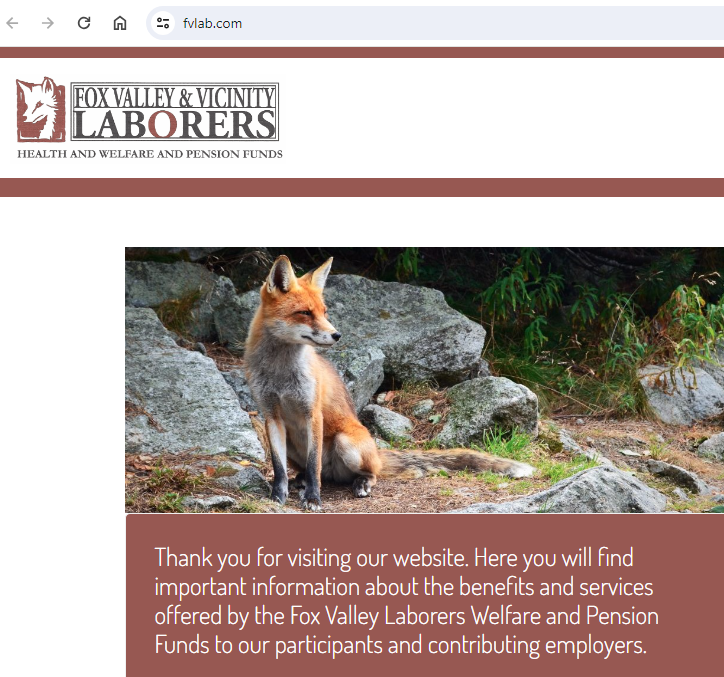 fvlab.com
FOX VALLEY & VICINITY
LABORERS
HEALTH AND WELFARE AND PENSION FUNDS
Thank you for visiting our website. Here you will find
important information about the benefits and services
offered by the Fox Valley Laborers Welfare and Pension
Funds to our participants and contributing employers.